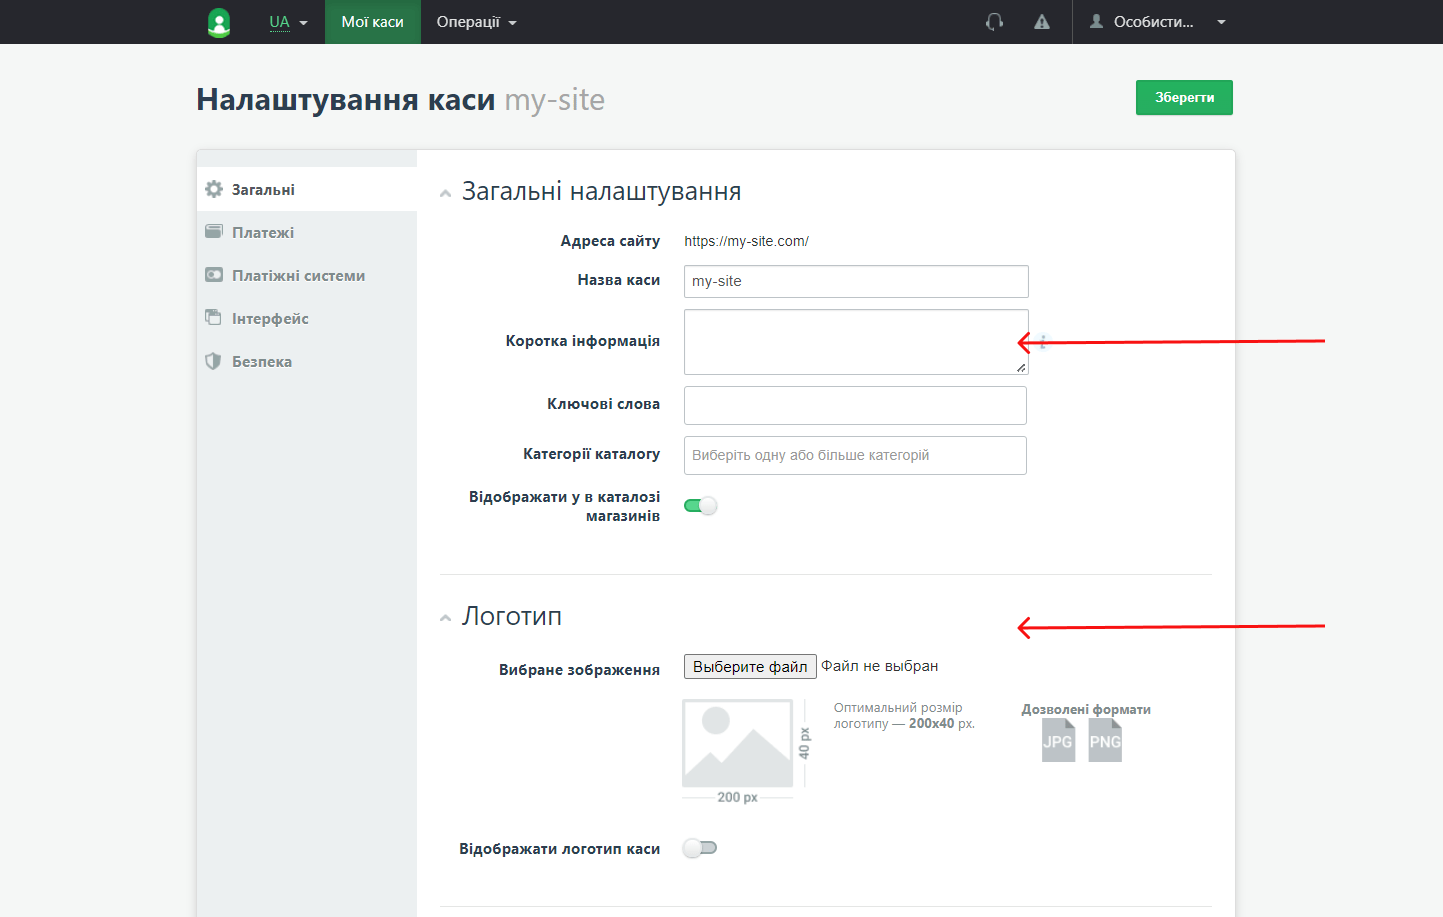 UA
Мої каси
Операції
Особисти...
Налаштування каси my-site
Зберегти
Загальні
Платежі
Платіжні системи
Інтерфейс
Безпека
Загальні налаштування
Адреса сайту https://my-site.com/
Назва каси my-site
Коротка інформація
Ключові слова
Категорії каталогу Виберіть одну або більше категорій
Відображати у в каталозі
магазинів
Логотип
Вибране зображення Выберите файл Файл не выбран
40 px
200 px
Оптимальний розмір
логотипу — 200x40 px.
Дозволені формати
JPG PNG
Відображати логотип каси